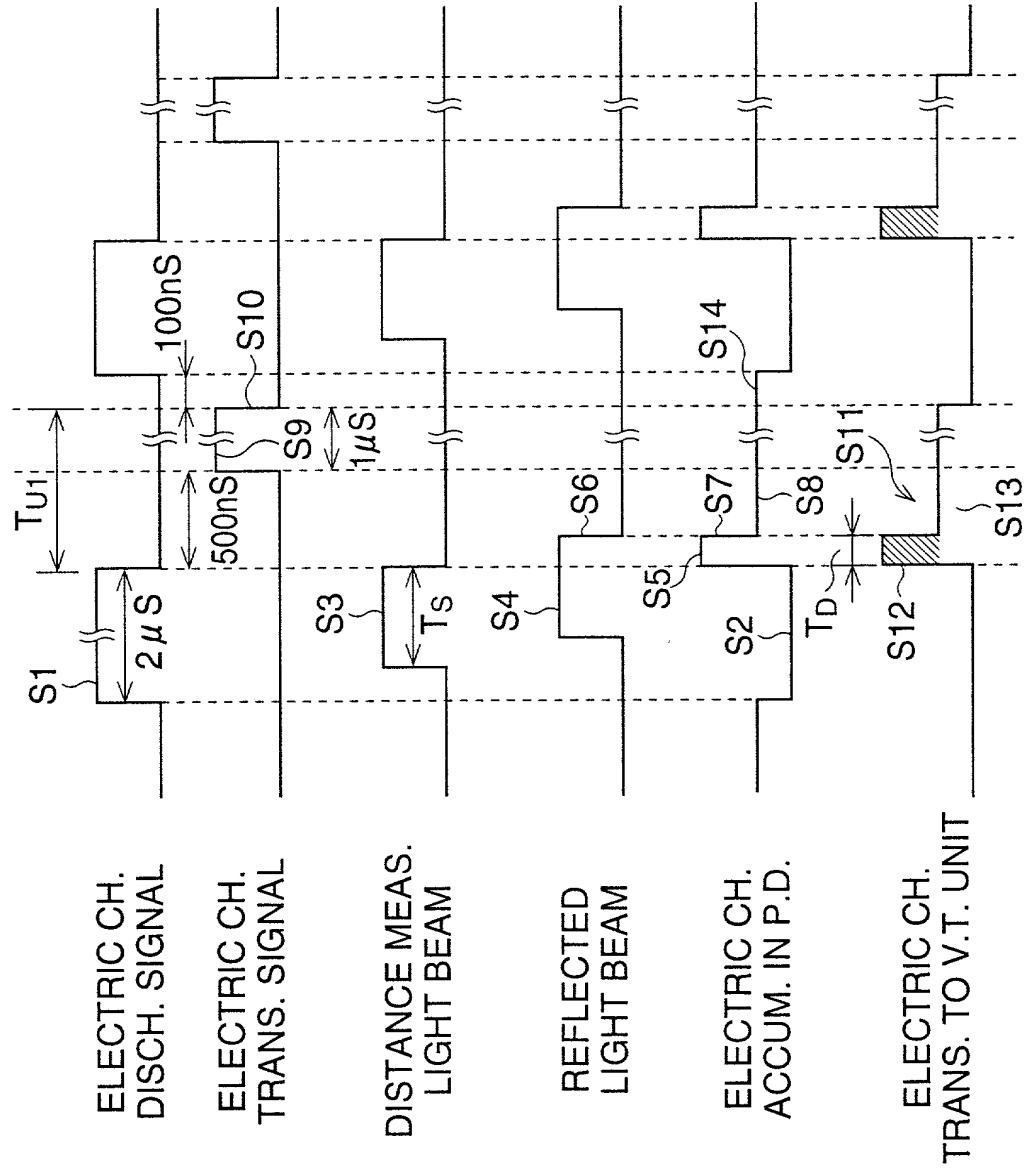 ELECTRIC CH.
DISCH. SIGNAL
ELECTRIC CH.
TRANS. SIGNAL
DISTANCE MEAS.
LIGHT BEAM
REFLECTED
LIGHT BEAM
ELECTRIC CH.
ACCUM. IN P.D.
ELECTRIC CH.
TRANS. TO V.T. UNIT
S1
2μS
TU1
500nS
100nS
S9
S10
1μS
S3
TS
S4
S6
S2
S5
S7
S8
S14
TD
S12
S11
S13